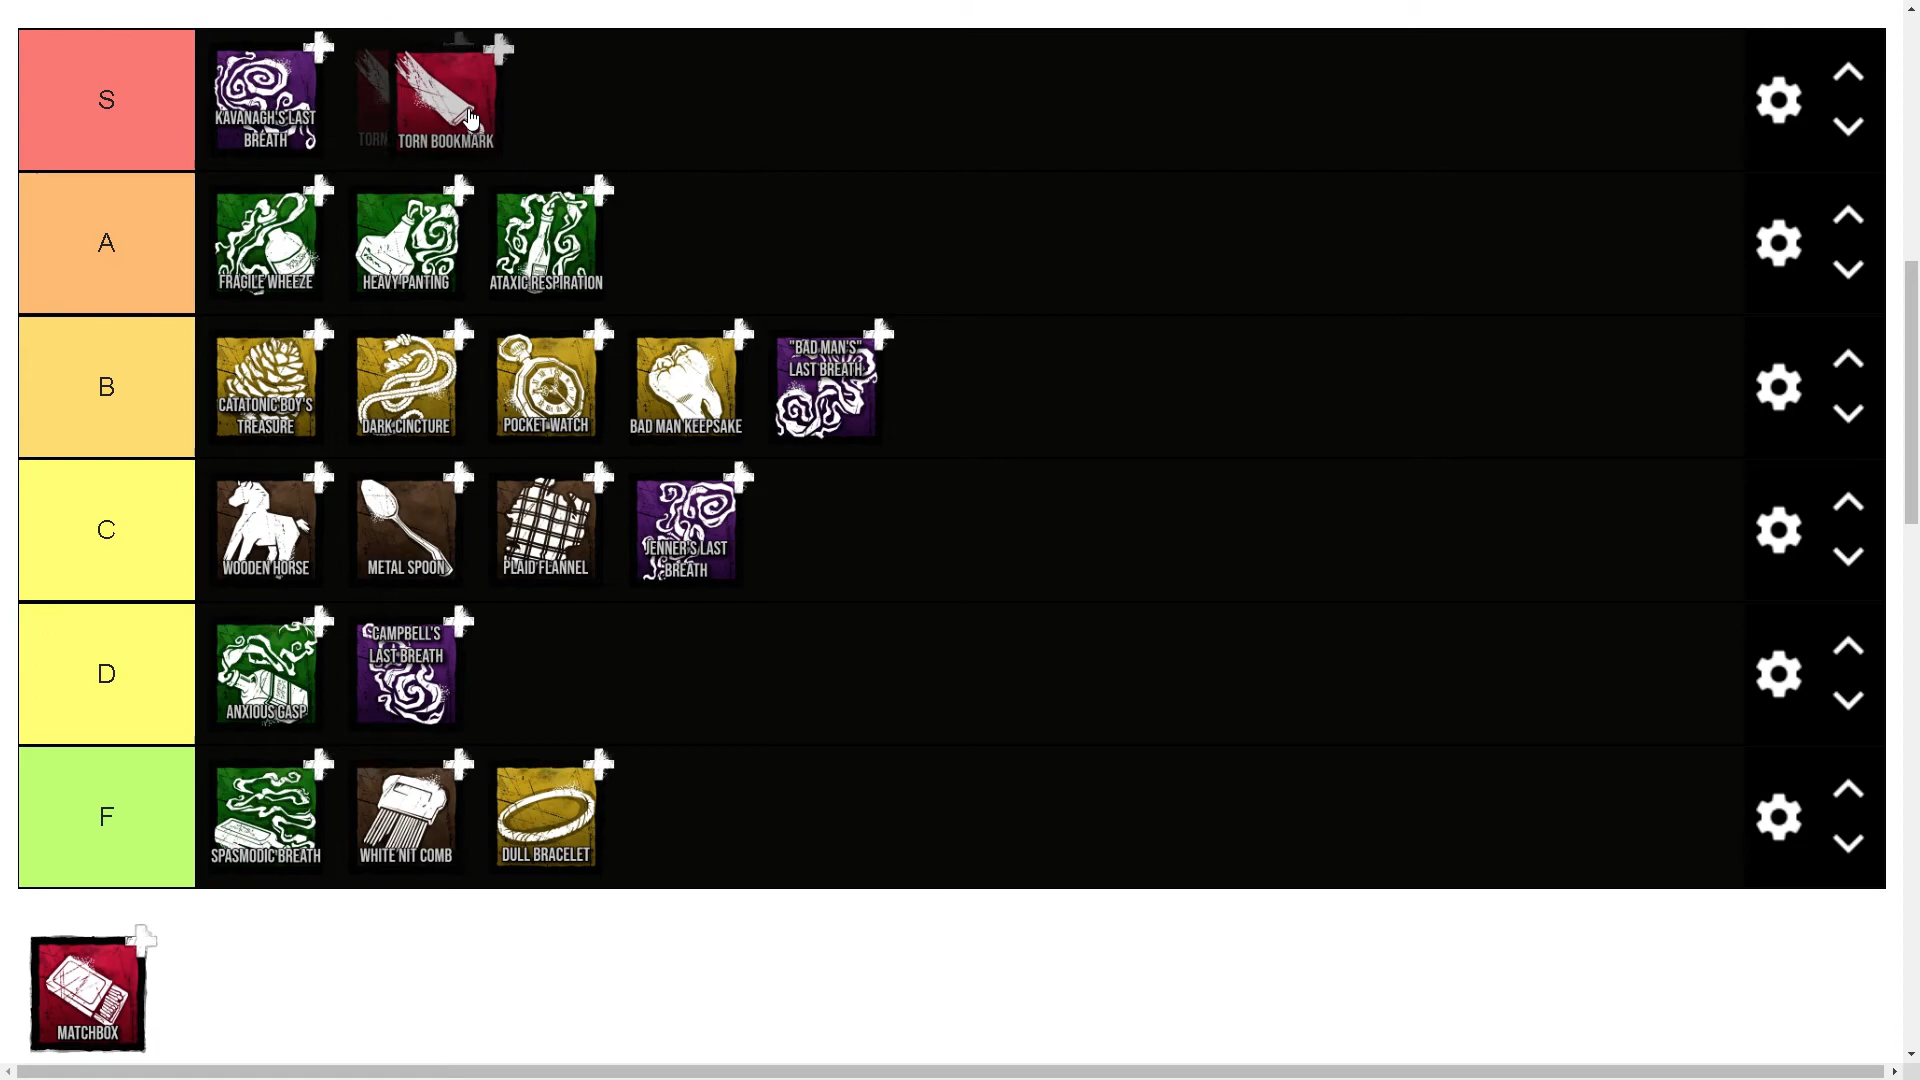 S
KAVANAGH'S LAST
BREATH
TORN
TORN BOOKMARK
A
FRAGILE WHEEZE
HEAVY PANTING
ATAXIC RESPIRATION
B
CATATONIC BOY'S
TREASURE
DARK CINCTURE
POCKET WATCH
BAD MAN KEEPSAKE
"BAD MAN'S"
LAST BREATH
C
WOODEN HORSE
METAL SPOON
PLAID FLANNEL
JENNER'S LAST
BREATH
D
ANXIOUS GASP
CAMPBELL'S
LAST BREATH
F
SPASMODIC BREATH
WHITE NIT COMB
DULL BRACELET
MATCHBOX